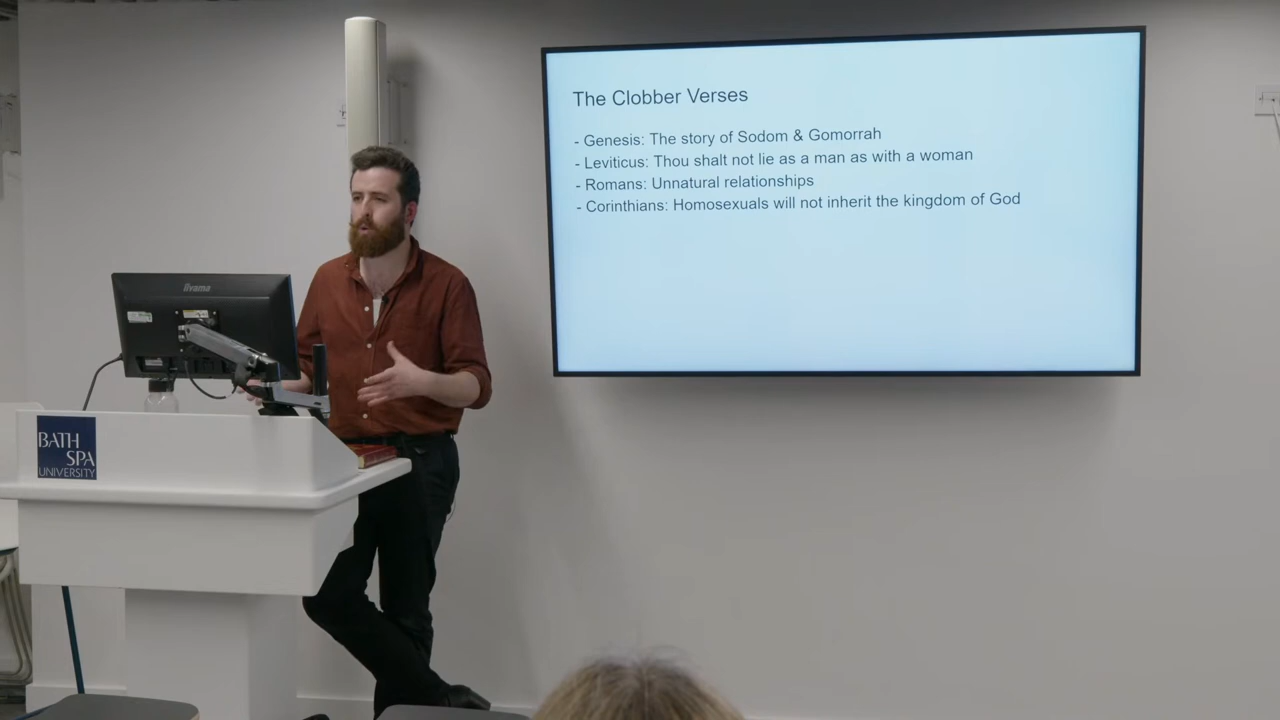 The Clobber Verses
- Genesis: The story of Sodom & Gomorrah
- Leviticus: Thou shalt not lie as a man as with a woman
- Romans: Unnatural relationships
- Corinthians: Homosexuals will not inherit the kingdom of God
iiyama
BATH
SPA
UNIVERSITY